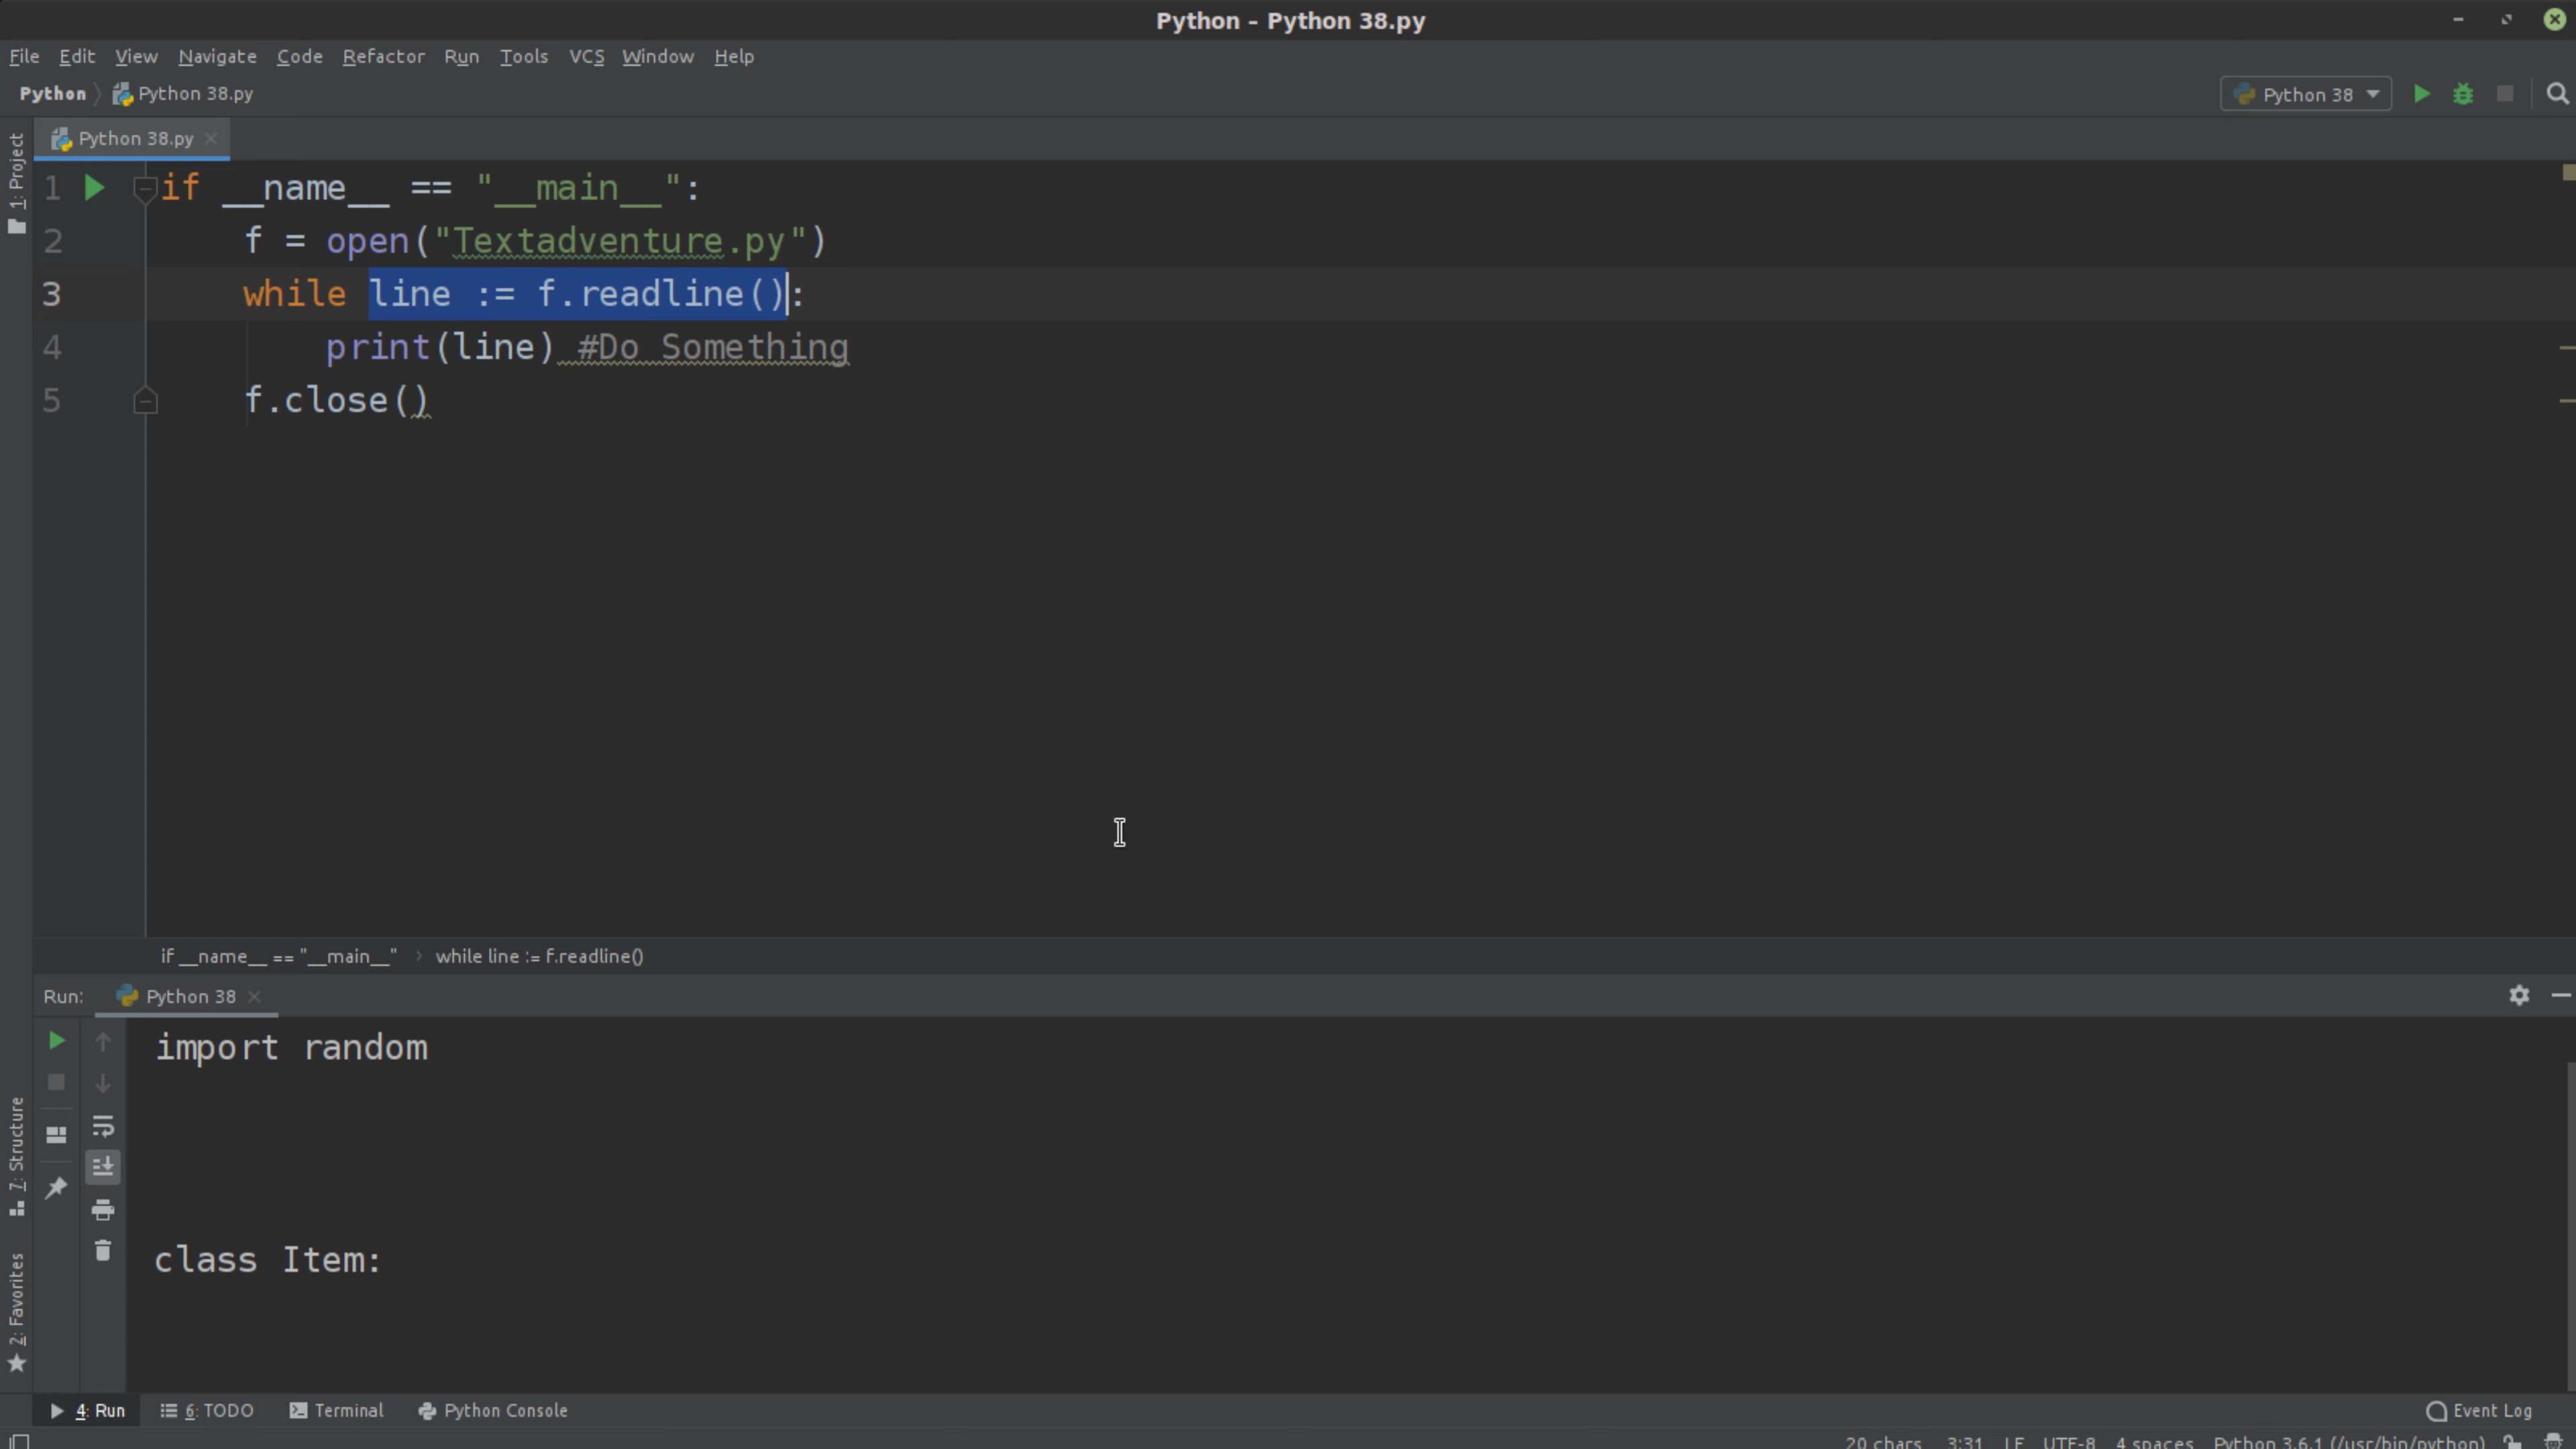 Python - Python 38.py
File Edit View Navigate Code Refactor Run Tools VCS Window Help
Python Python 38.py
Python 38
1: Project
Python 38.py
1 if __name__ == "__main__":
2 f = open("Textadventure.py")
3 while line := f.readline():
4 print(line) #Do Something
5 f.close()
if __name__ == "__main__" › while line := f.readline()
Run: Python 38
import random
class Item:
7: Structure
2: Favorites
4: Run 6: TODO Terminal Python Console Event Log
20 chars 3:31 LF UTF-8 4 spaces Python 3.6.1 (/usr/bin/python)